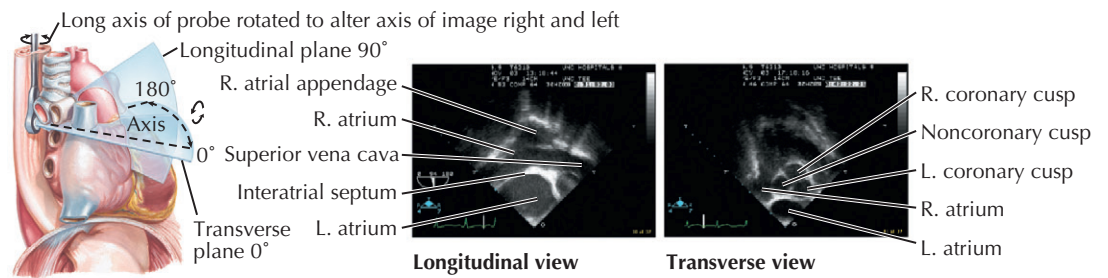 Long axis of probe rotated to alter axis of image right and left
Longitudinal plane 90˚
180˚
Axis
0˚
Transverse
plane 0˚
R. atrial appendage
R. atrium
Superior vena cava
Interatrial septum
L. atrium
Longitudinal view
R. coronary cusp
Noncoronary cusp
L. coronary cusp
R. atrium
L. atrium
Transverse view